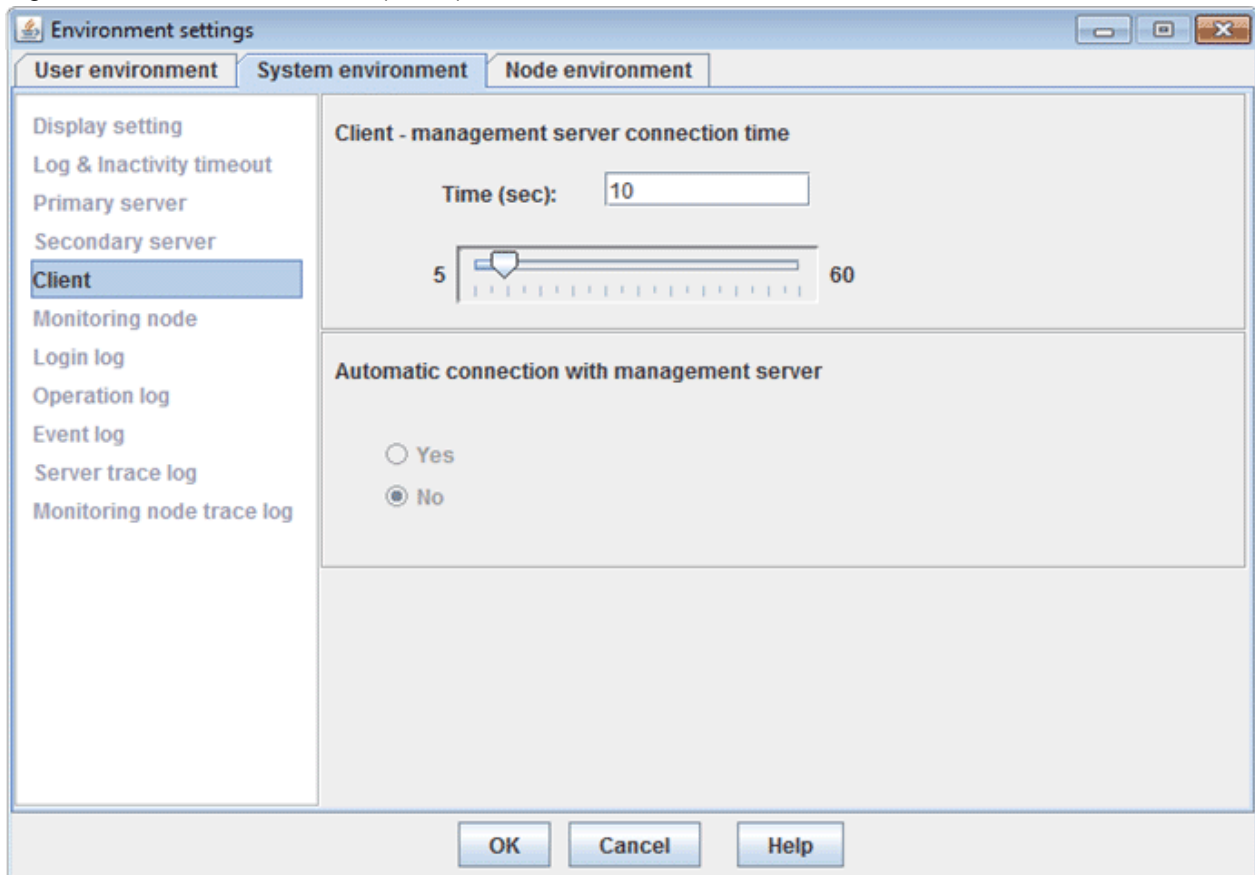 Environment settings
User environment System environment Node environment
Display setting
Log & Inactivity timeout
Primary server
Secondary server
Client
Monitoring node
Login log
Operation log
Event log
Server trace log
Monitoring node trace log
Client - management server connection time
Time (sec): 10
5 60
Automatic connection with management server
Yes
No
OK Cancel Help